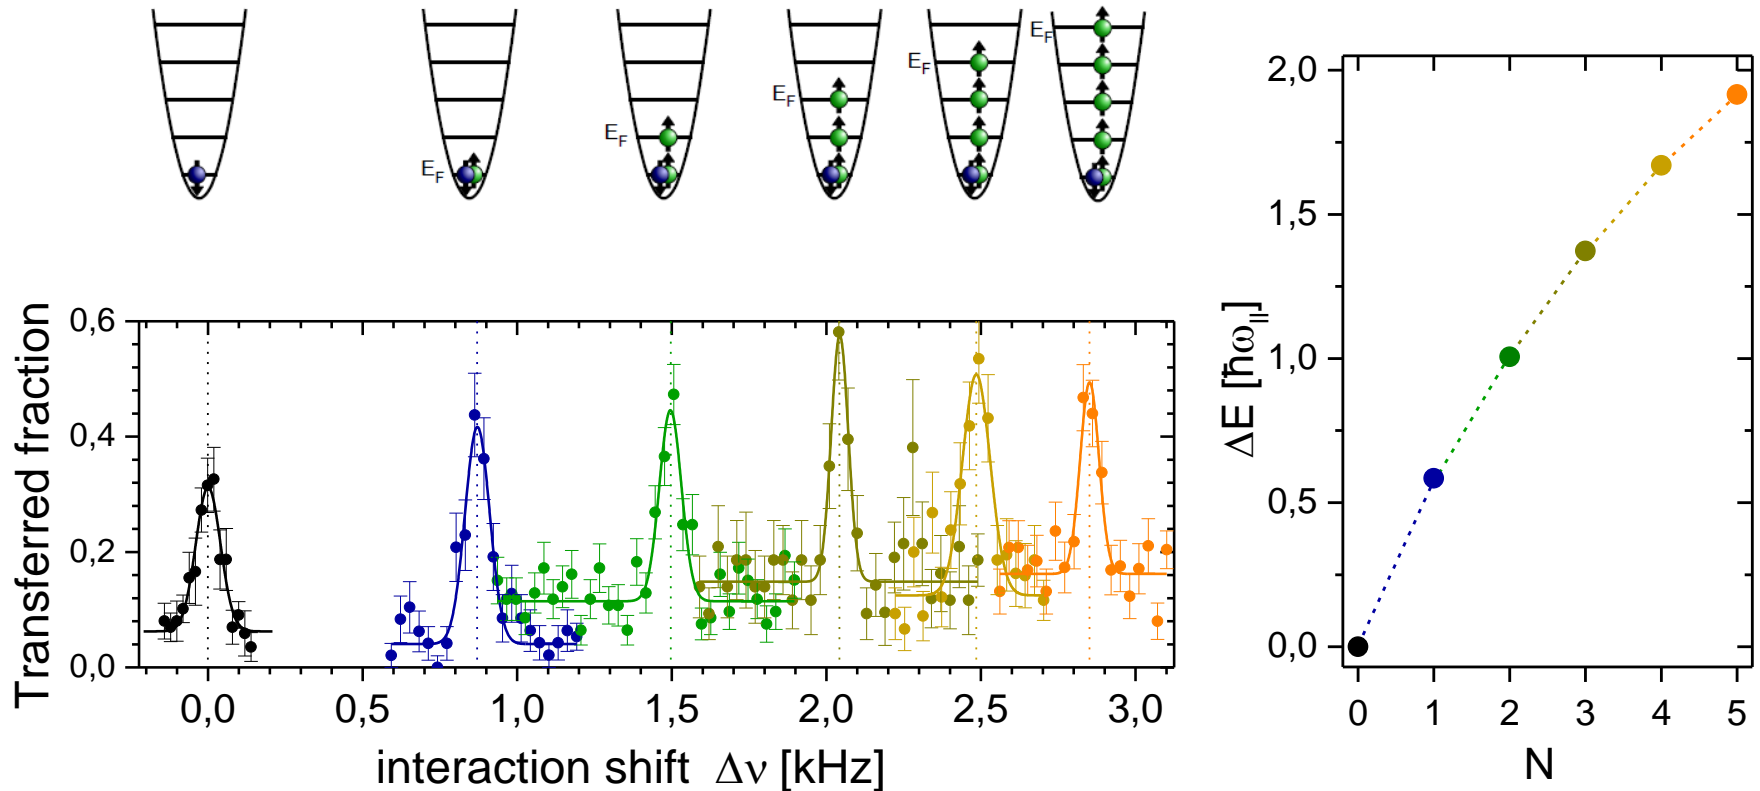 E_F
E_F
E_F
E_F
E_F
Transferred fraction
0,6
0,4
0,2
0,0
0,0 0,5 1,0 1,5 2,0 2,5 3,0
interaction shift Δν [kHz]
ΔE [ħω_||]
2,0
1,5
1,0
0,5
0,0
0 1 2 3 4 5
N